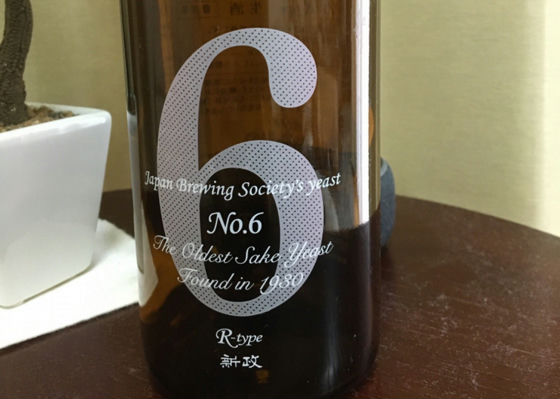 6
Japan Brewing Society's yeast
No.6
The Oldest Sake Yeast
Found in 1930
R-type
新政